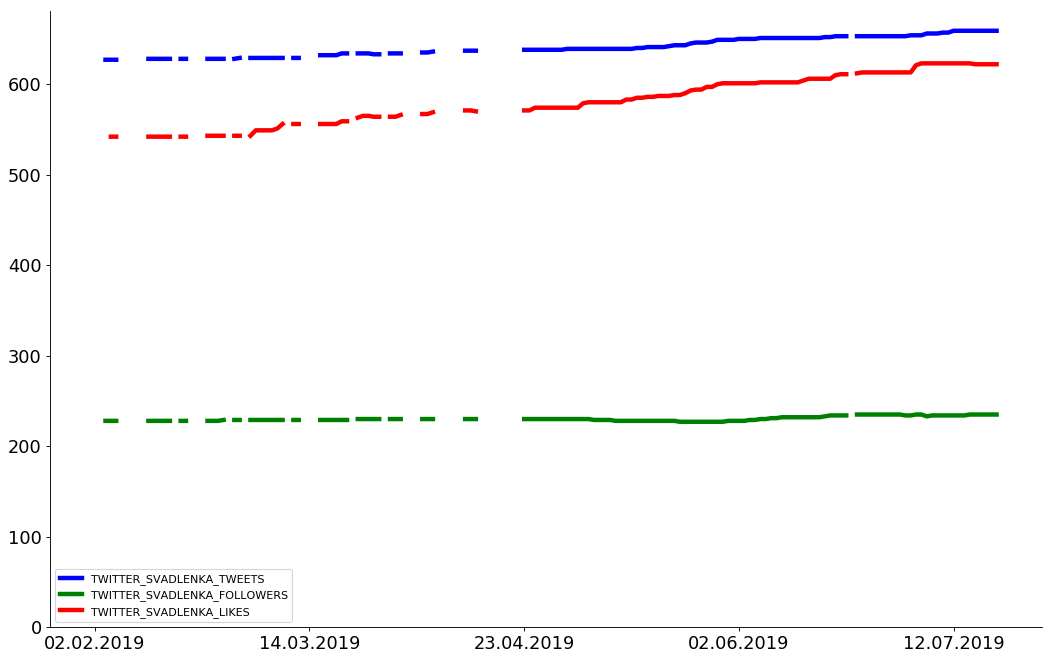 600
500
400
300
200
100
0
TWITTER_SVADLENKA_TWEETS
TWITTER_SVADLENKA_FOLLOWERS
TWITTER_SVADLENKA_LIKES
02.02.2019 14.03.2019 23.04.2019 02.06.2019 12.07.2019